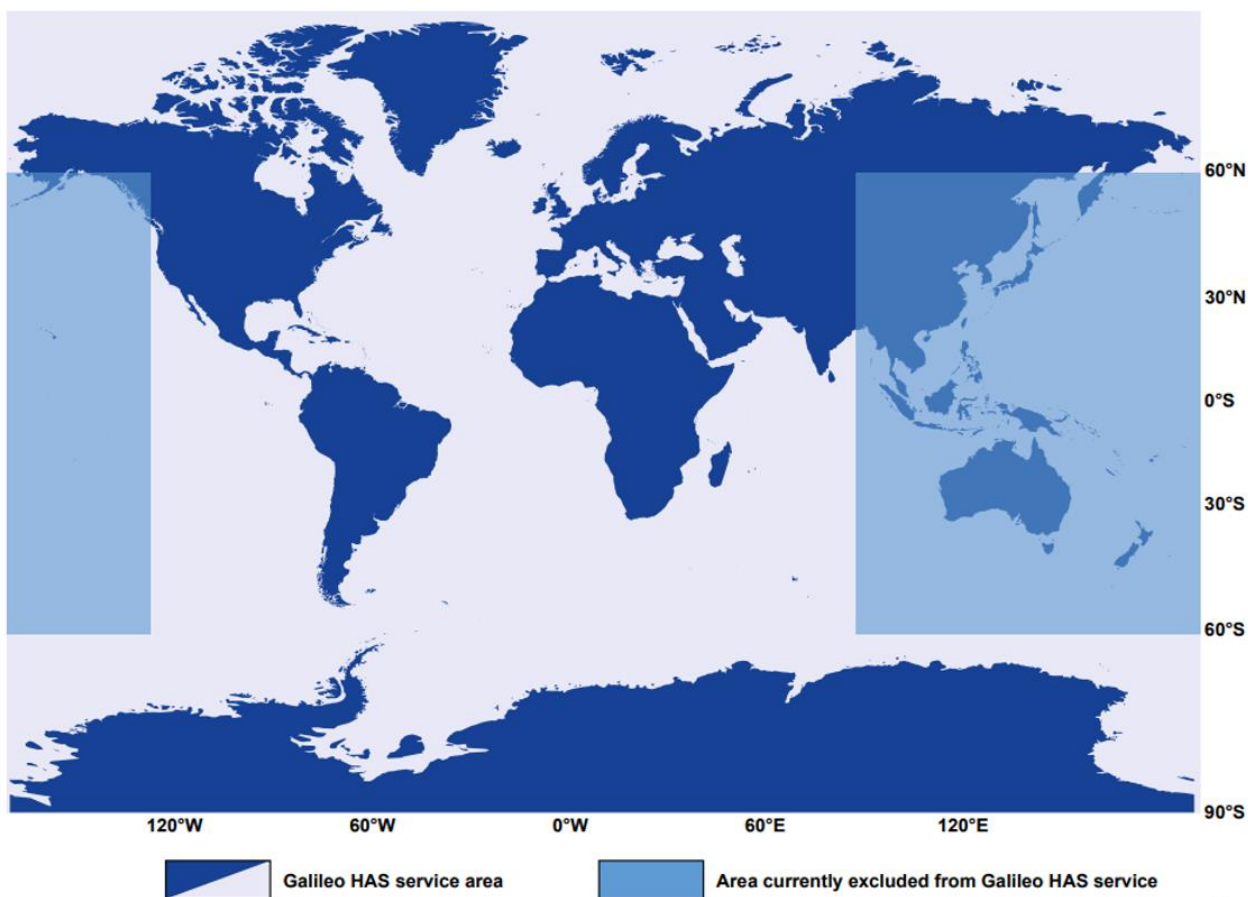 60°N
30°N
0°S
30°S
60°S
90°S
120°W 60°W 0°W 60°E 120°E
Galileo HAS service area Area currently excluded from Galileo HAS service